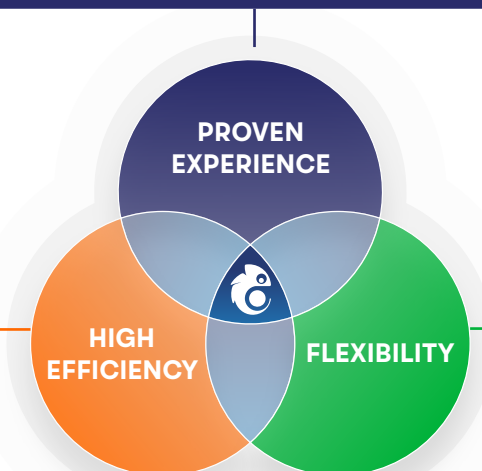 PROVEN
EXPERIENCE
HIGH
EFFICIENCY
FLEXIBILITY